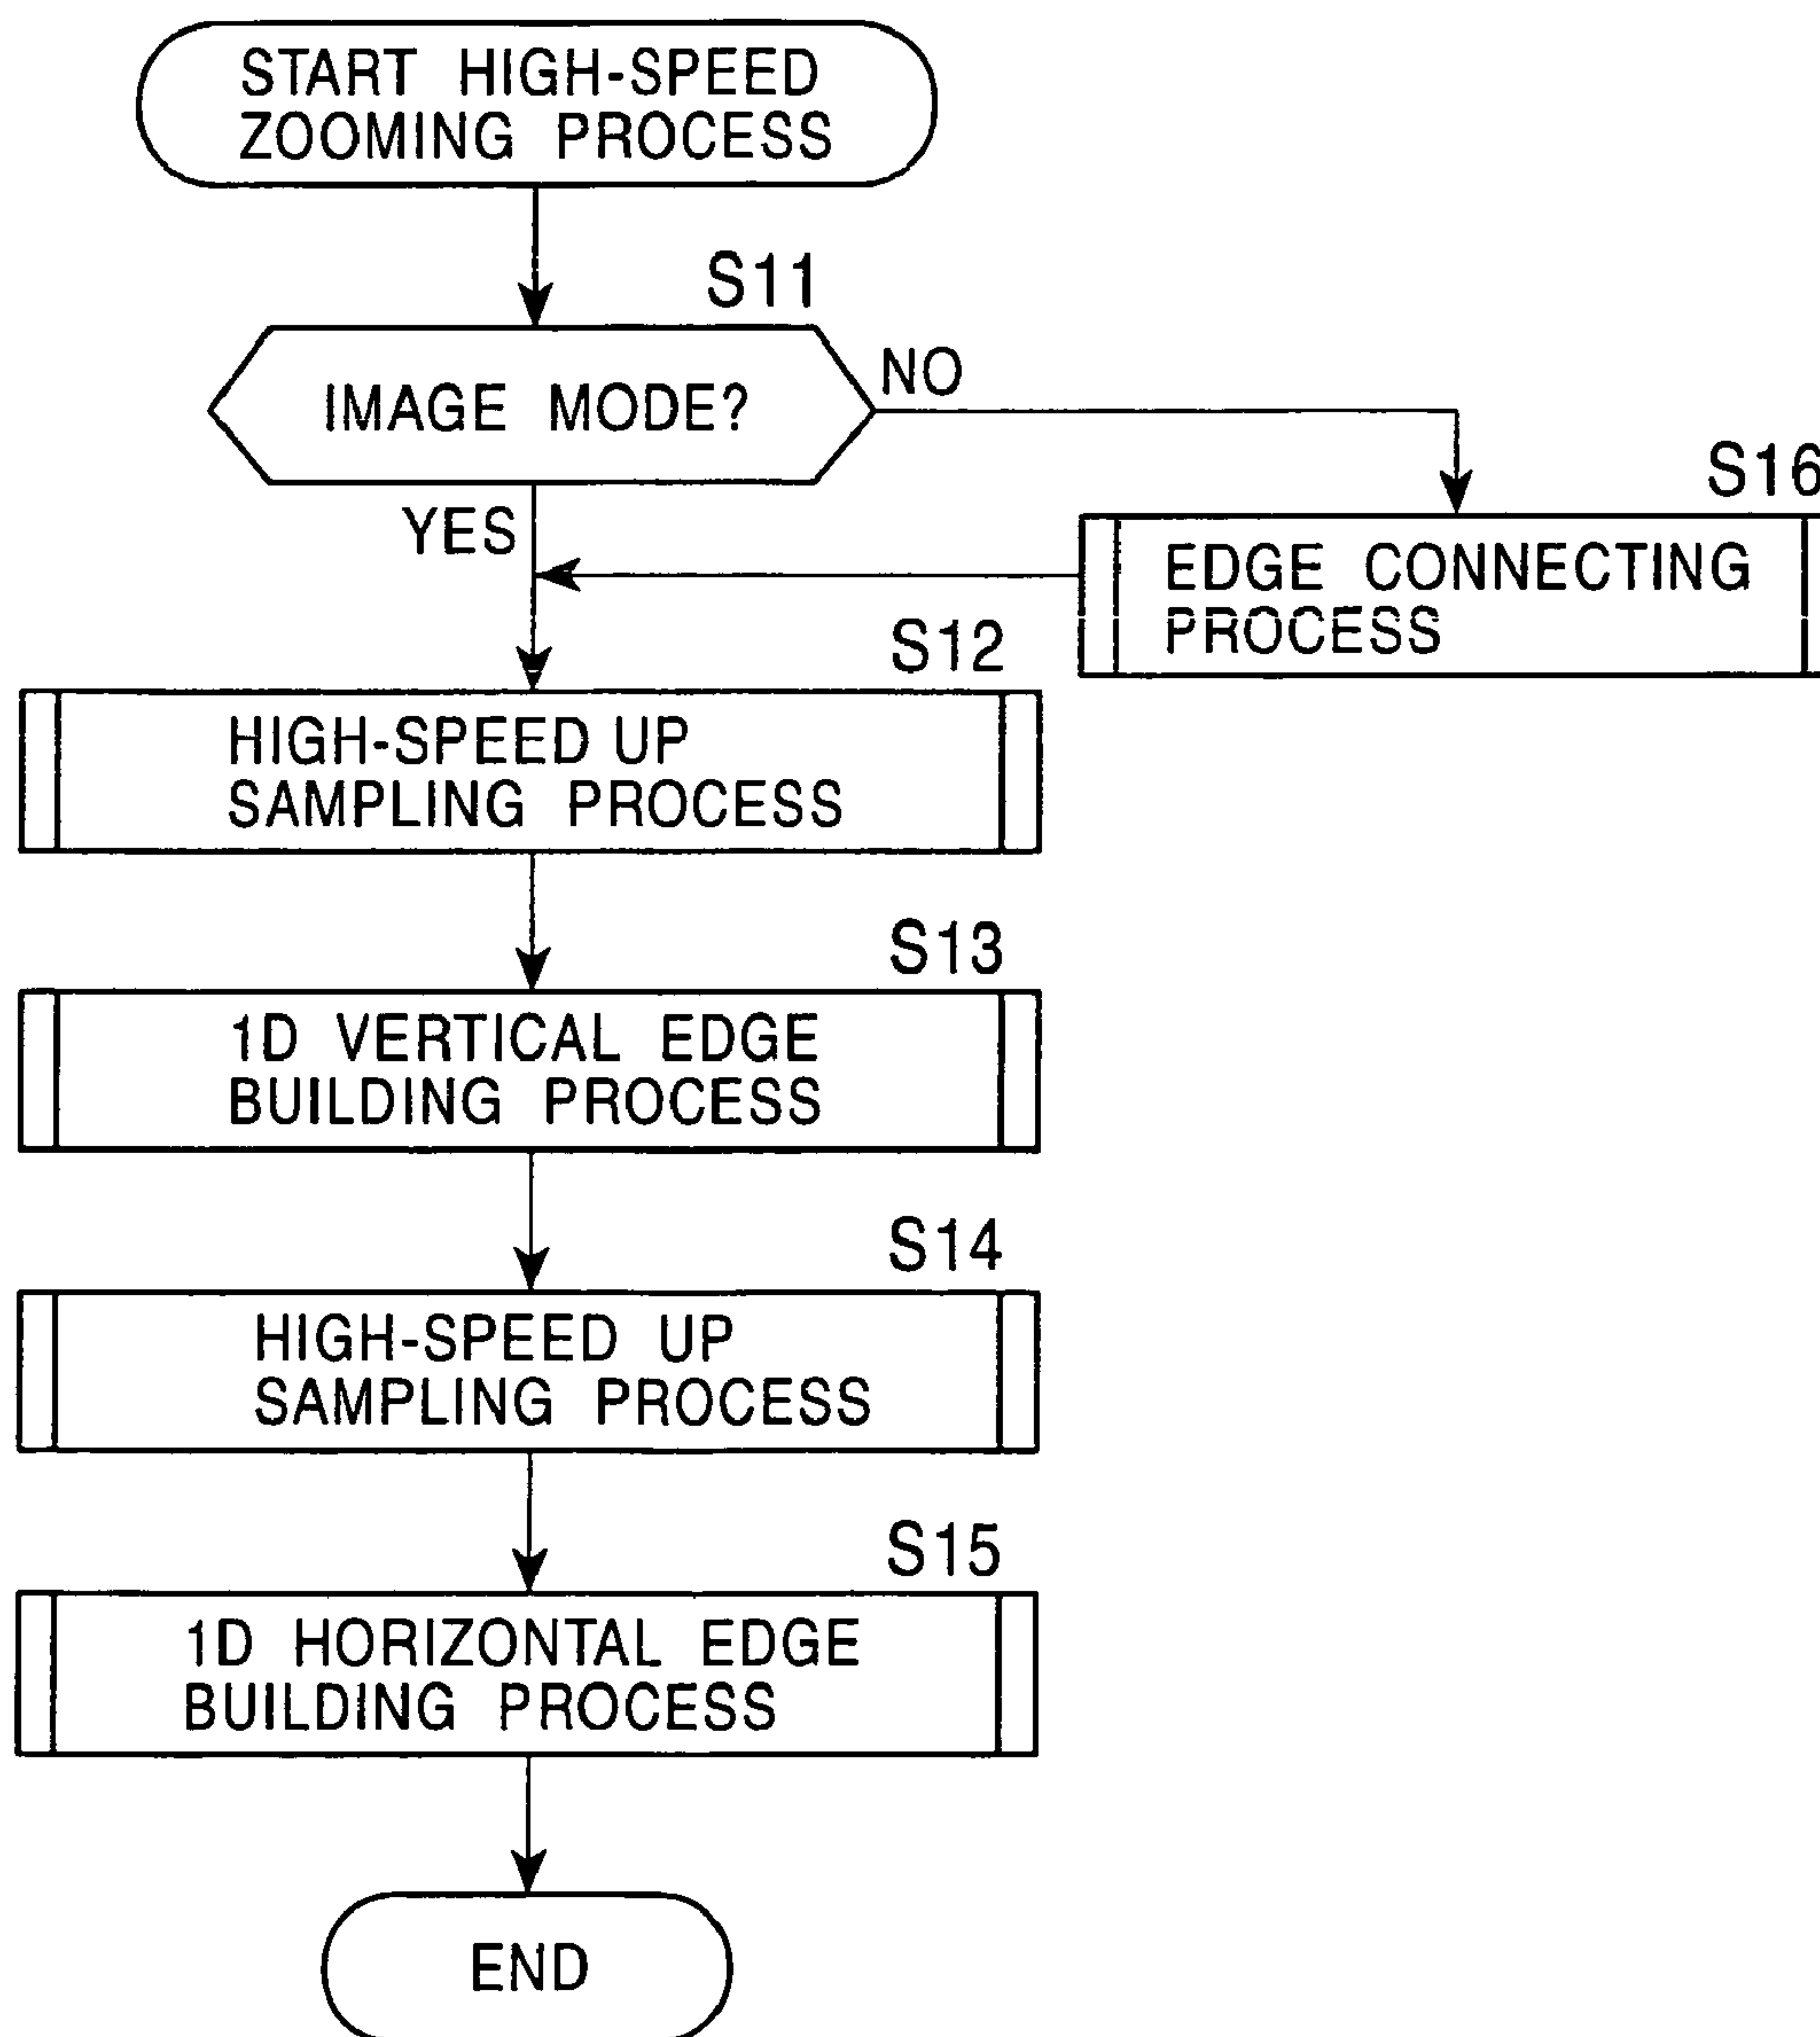 START HIGH-SPEED
ZOOMING PROCESS
S11
IMAGE MODE?
NO
S16
YES
EDGE CONNECTING
PROCESS
S12
HIGH-SPEED UP
SAMPLING PROCESS
S13
1D VERTICAL EDGE
BUILDING PROCESS
S14
HIGH-SPEED UP
SAMPLING PROCESS
S15
1D HORIZONTAL EDGE
BUILDING PROCESS
END